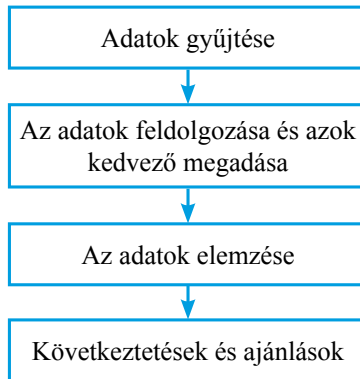 Adatok gyűjtése
Az adatok feldolgozása és azok
kedvező megadása
Az adatok elemzése
Következtetések és ajánlások